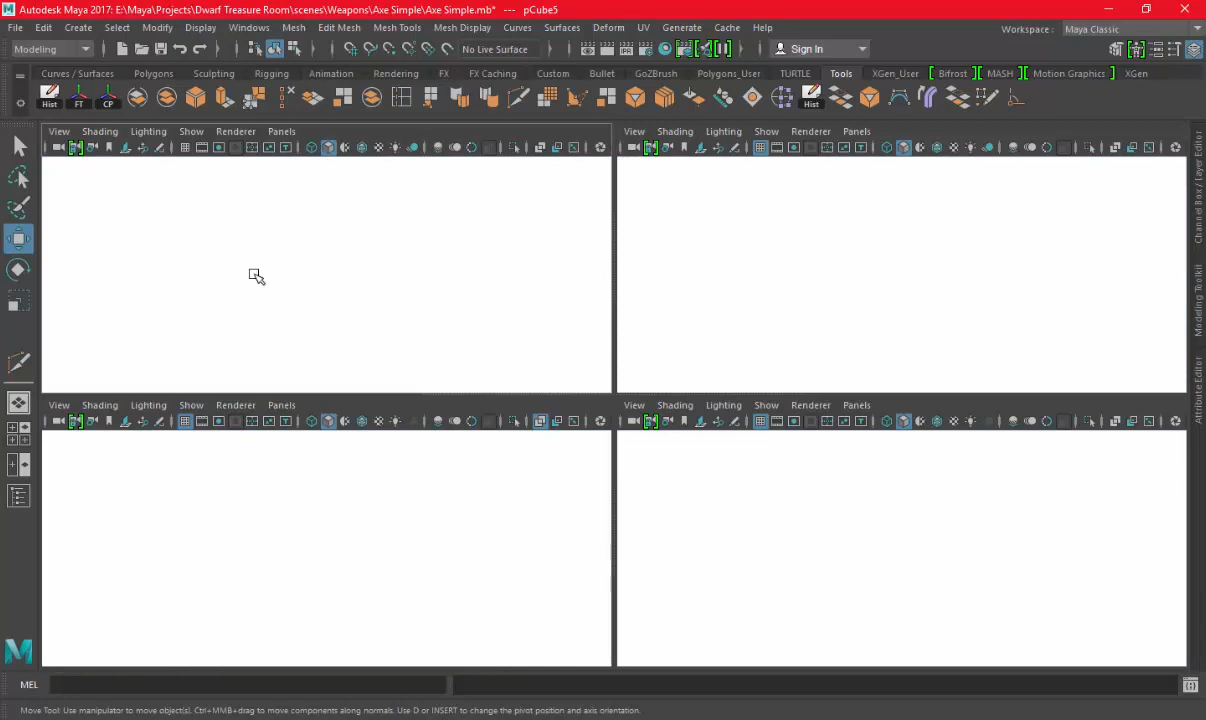 Autodesk Maya 2017: E:\Maya\Projects\Dwarf Treasure Room\scenes\Weapons\Axe Simple\Axe Simple.mb* --- pCube5
File Edit Create Select Modify Display Windows Mesh Edit Mesh Mesh Tools Mesh Display Curves Surfaces Deform UV Generate Cache Help Workspace : Maya Classic
Modeling No Live Surface Sign In
Curves / Surfaces Polygons Sculpting Rigging Animation Rendering FX FX Caching Custom Bullet GoZBrush Polygons_User TURTLE Tools XGen_User Bifrost MASH Motion Graphics XGen
Hist FT CP Hist
View Shading Lighting Show Renderer Panels
View Shading Lighting Show Renderer Panels
Channel Box / Layer Editor
Modeling Toolkit
Attribute Editor
View Shading Lighting Show Renderer Panels
View Shading Lighting Show Renderer Panels
MEL
Move Tool: Use manipulator to move object(s). Ctrl+MMB+drag to move components along normals. Use D or INSERT to change the pivot position and axis orientation.